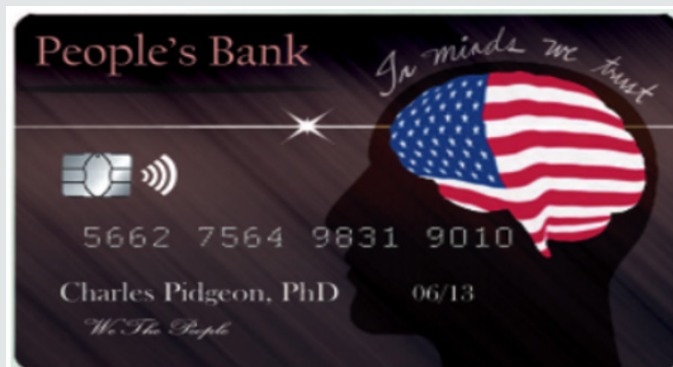 People's Bank
In minds we trust
5662 7564 9831 9010
Charles Pidgeon, PhD 06/13
We The People